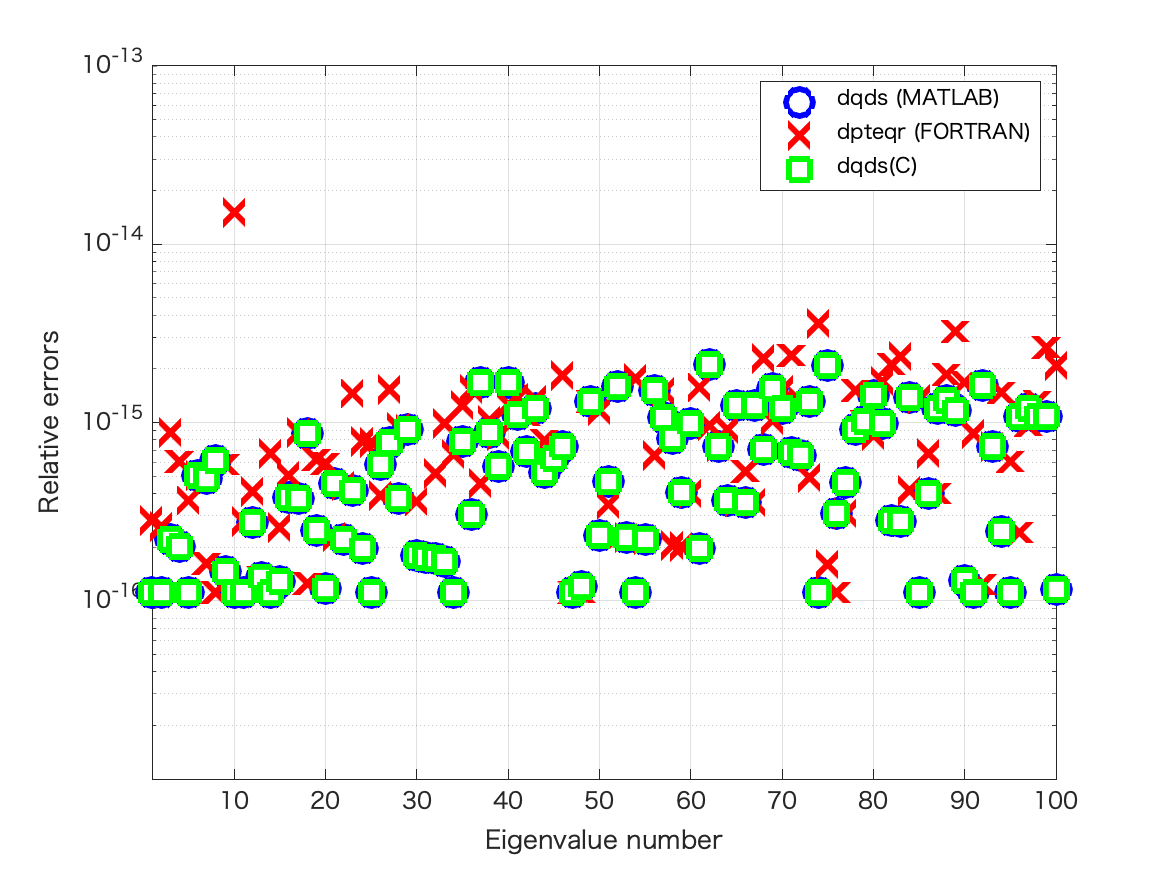 10-13
dqds (MATLAB)
dpteqr (FORTRAN)
dqds(C)
10-14
Relative errors
10-15
10-16
10 20 30 40 50 60 70 80 90 100
Eigenvalue number